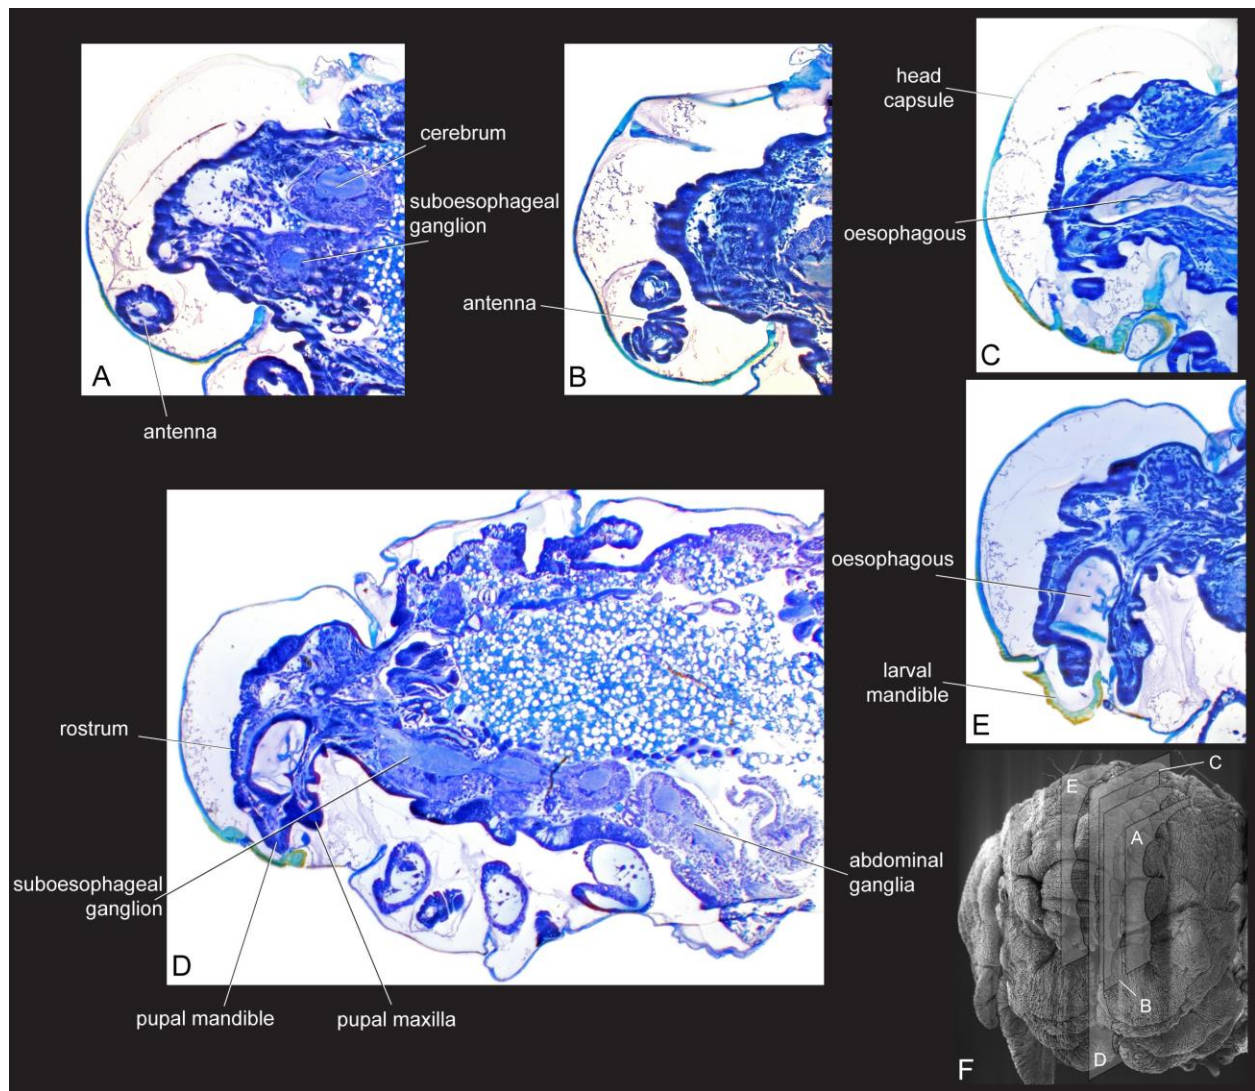 cerebrum
suboesophageal
ganglion
A
antenna
antenna
B
head
capsule
oesophagous
C
oesophagous
larval
mandible
E
rostrum
suboesophageal
ganglion
D
pupal mandible
pupal maxilla
abdominal
ganglia
E
C
A
B
D
F